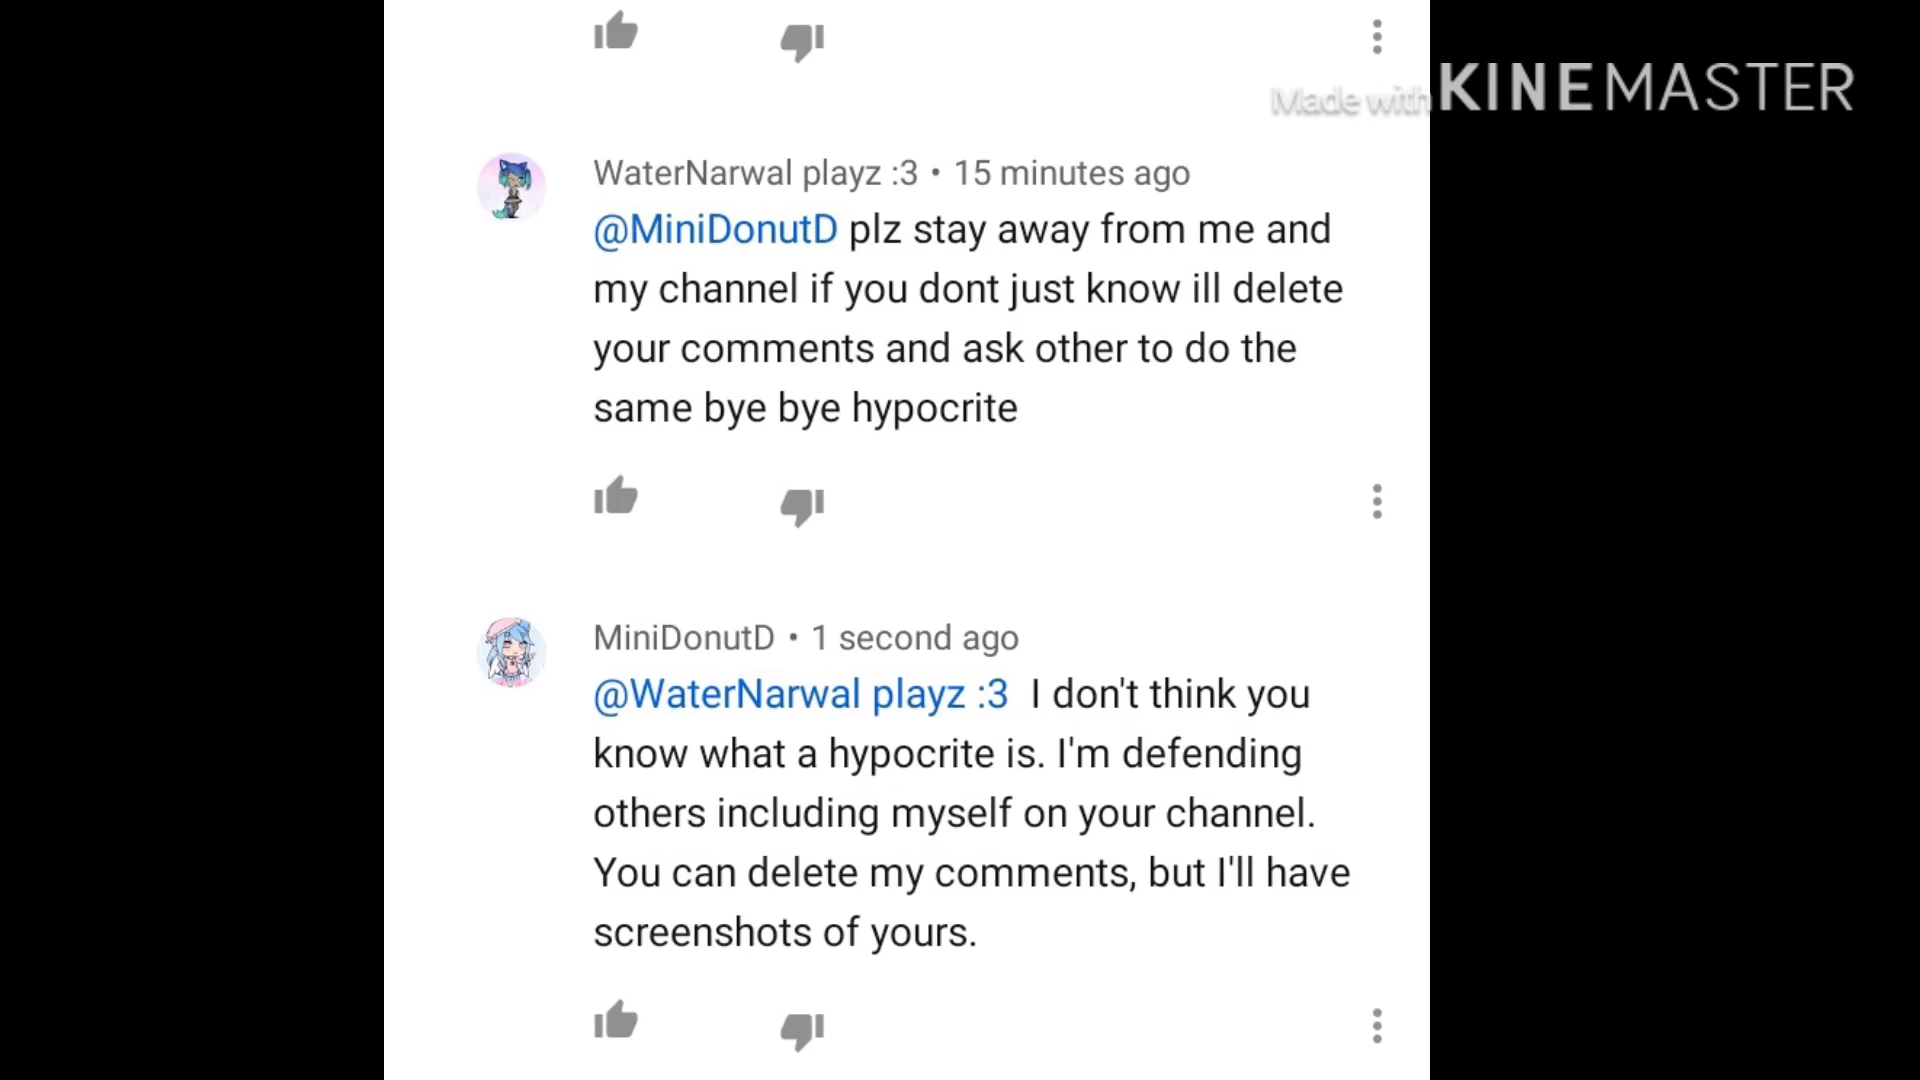 Made with KINEMASTER
WaterNarwal playz :3 • 15 minutes ago
@MiniDonutD plz stay away from me and
my channel if you dont just know ill delete
your comments and ask other to do the
same bye bye hypocrite
MiniDonutD • 1 second ago
@WaterNarwal playz :3 I don't think you
know what a hypocrite is. I'm defending
others including myself on your channel.
You can delete my comments, but I'll have
screenshots of yours.